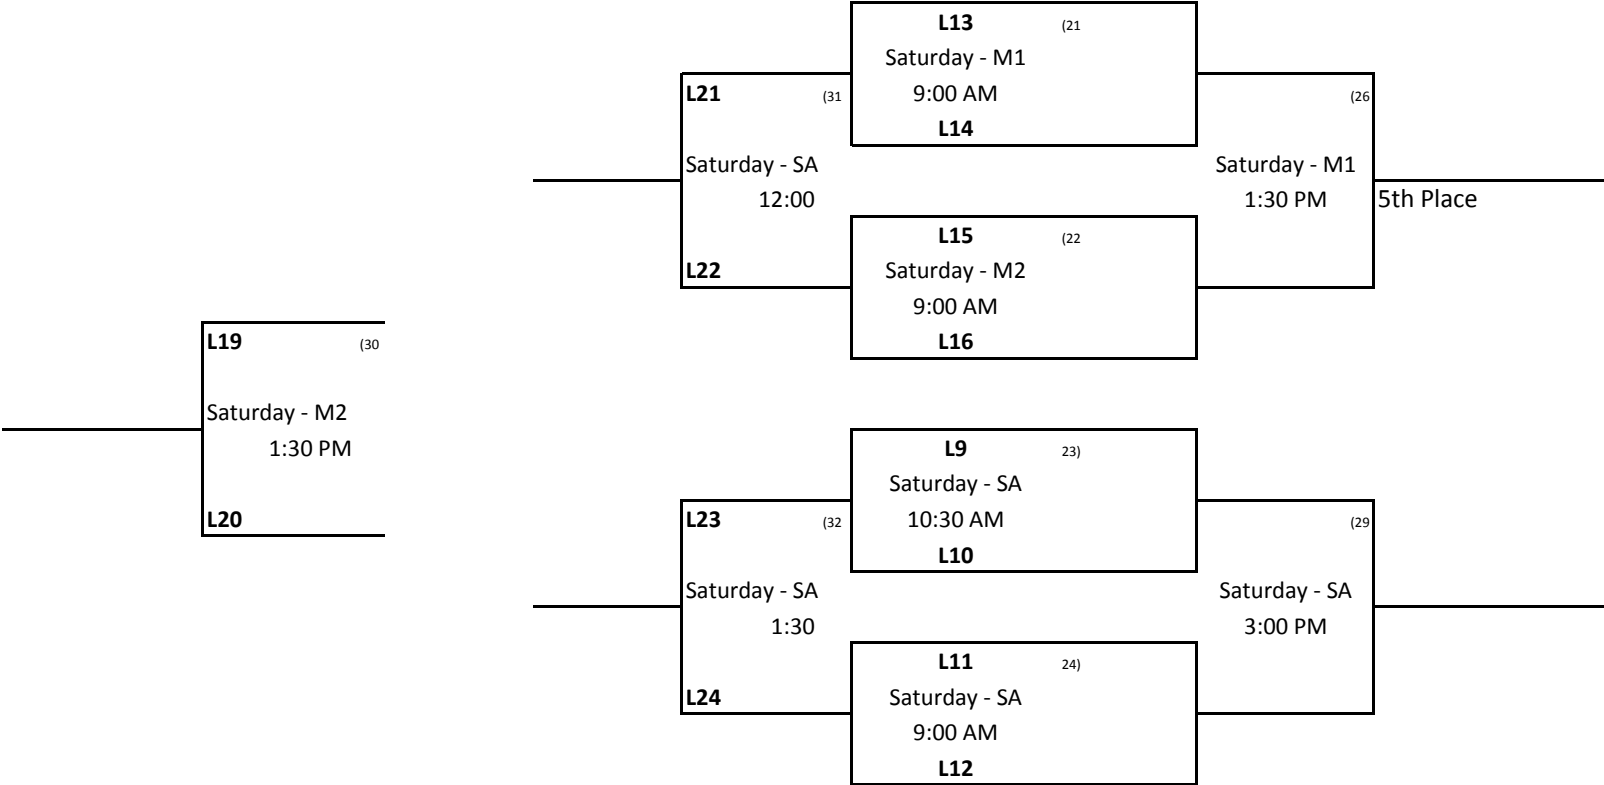 L13 (21
Saturday - M1
9:00 AM
L14
L21 (31
Saturday - SA
12:00
L22
(26
Saturday - M1
1:30 PM
5th Place
L15 (22
Saturday - M2
9:00 AM
L16
L19 (30
Saturday - M2
1:30 PM
L20
L9 23)
Saturday - SA
10:30 AM
L10
L23 (32
Saturday - SA
1:30
L24
(29
Saturday - SA
3:00 PM
L11 24)
Saturday - SA
9:00 AM
L12